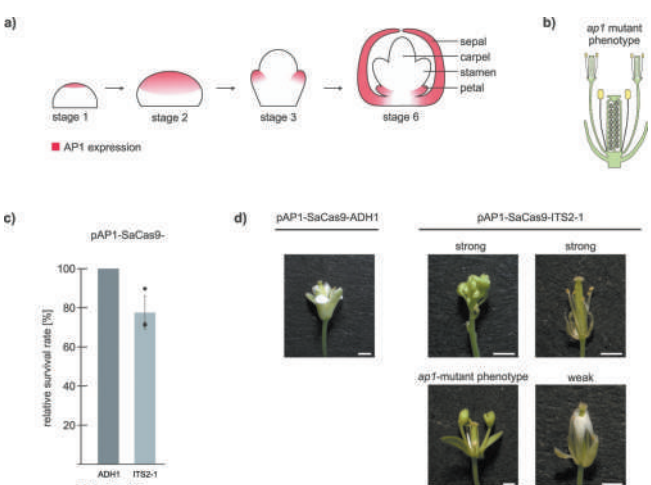 a)
sepal
carpel
stamen
petal
stage 1
stage 2
stage 3
stage 6
AP1 expression
b)
ap1 mutant
phenotype
c)
pAP1-SaCas9-
relative survival rate [%]
100
80
60
40
20
ADH1
ITS2-1
d)
pAP1-SaCas9-ADH1
pAP1-SaCas9-ITS2-1
strong
strong
ap1-mutant phenotype
weak